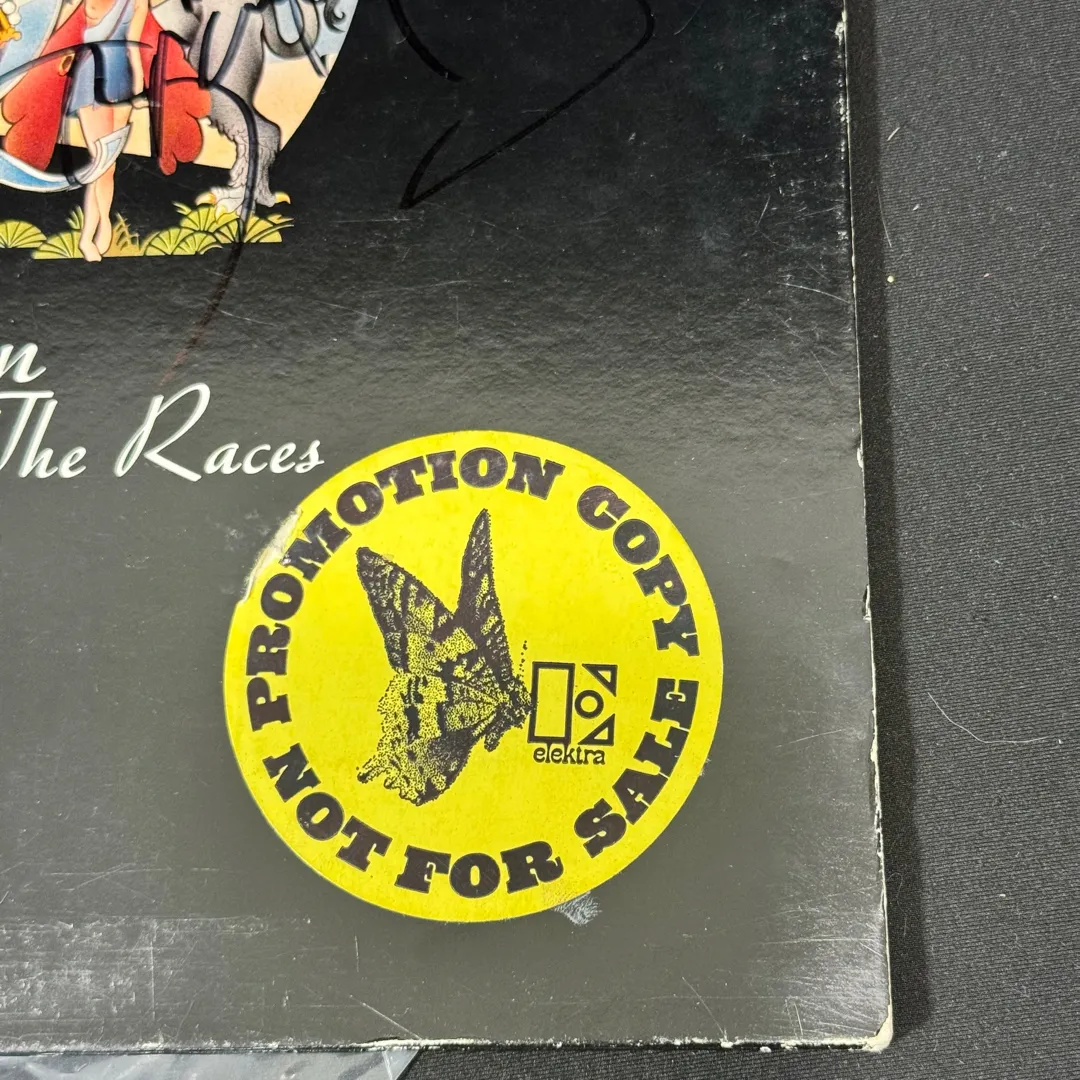 n
The Races
PROMOTION COPY
NOT FOR SALE
elektra